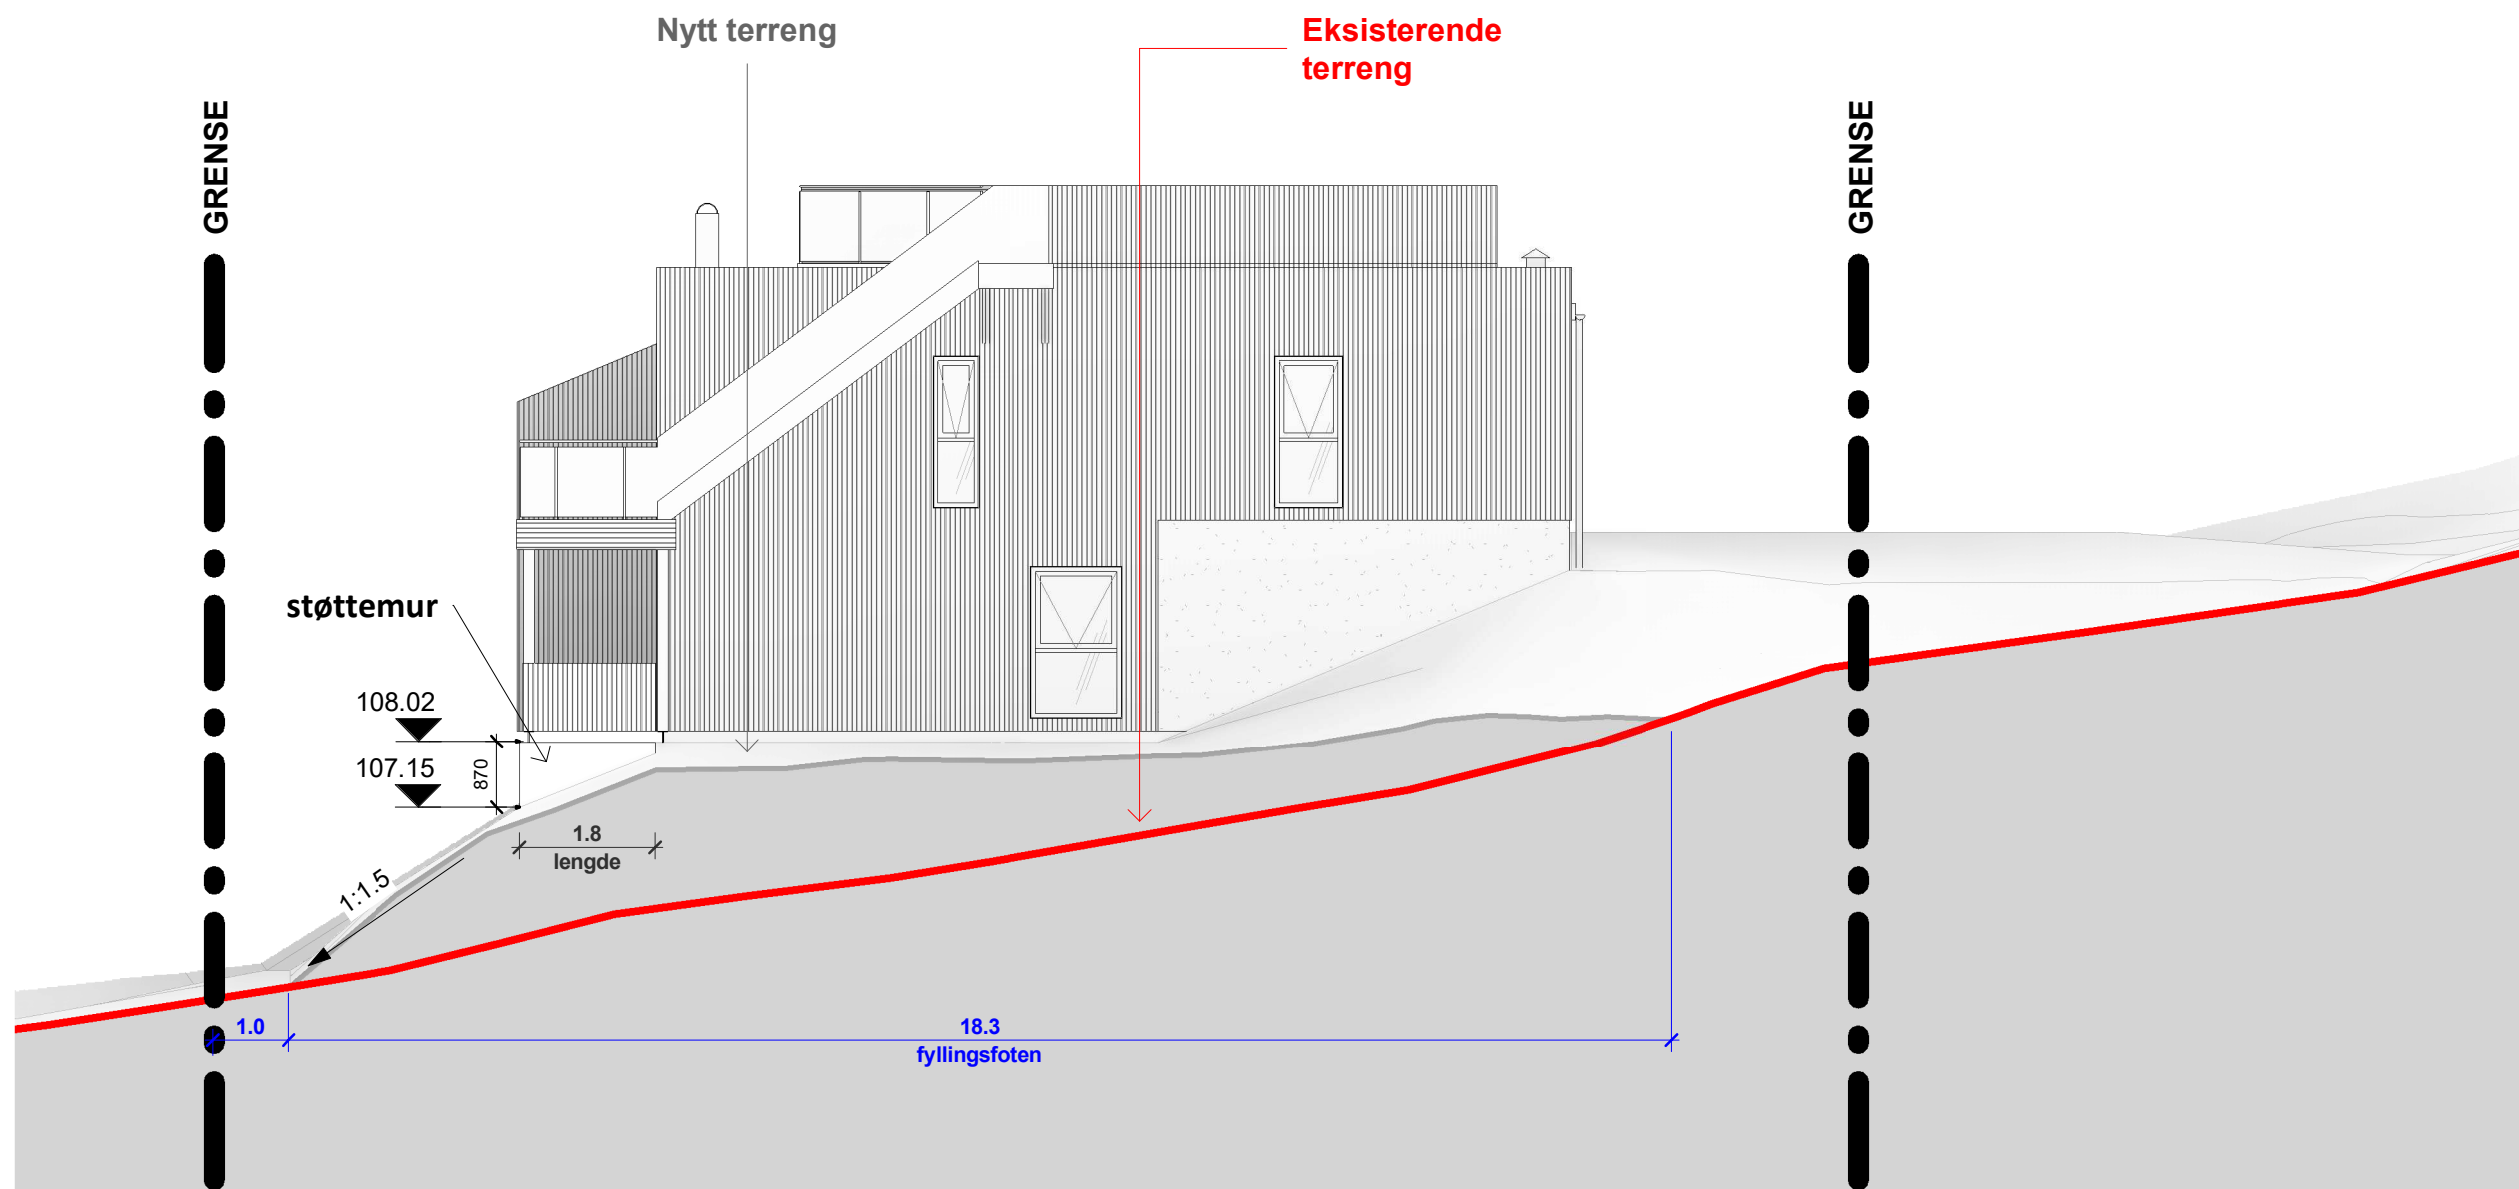 Nytt terreng
Eksisterende
terreng
GRENSE
GRENSE
støttemur
108.02
107.15
870
1.8
lengde
1:1.5
1.0
18.3
fyllingsfoten